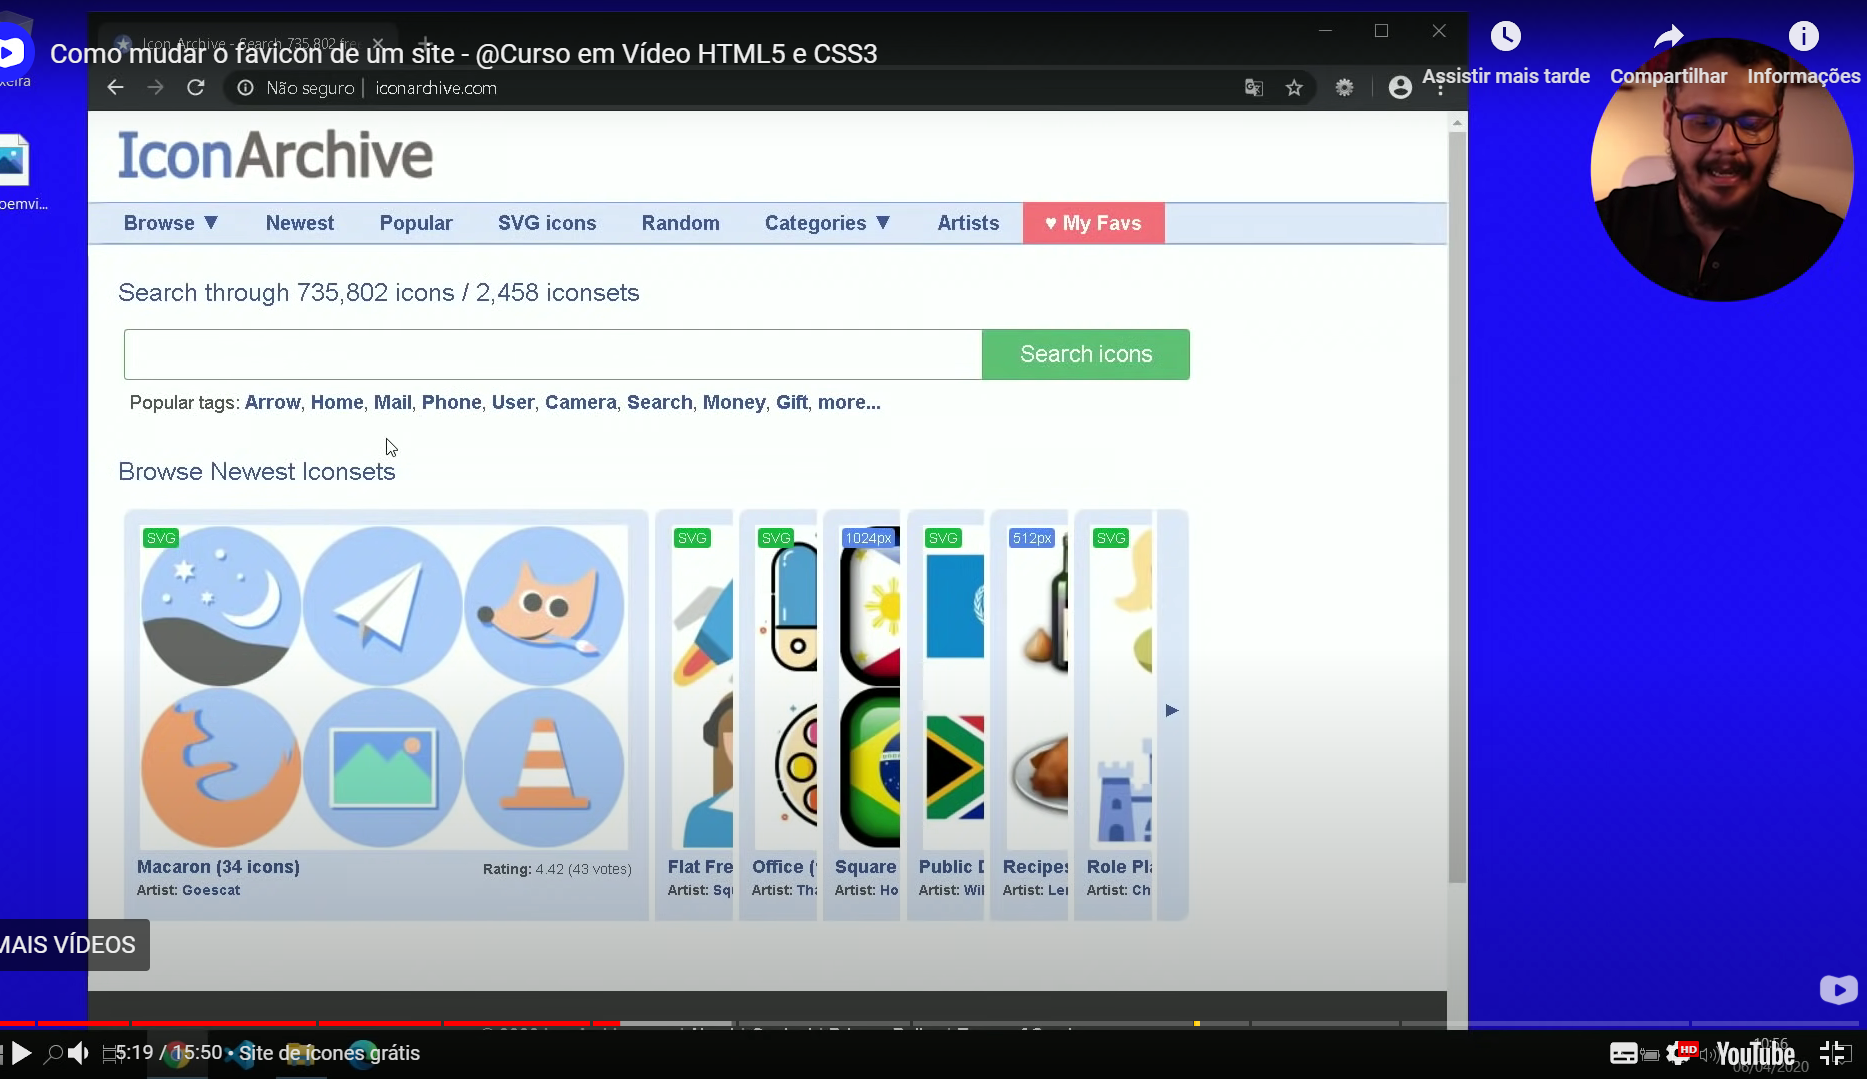 Icon Archive - Search 735,802 fre
Como mudar o favicon de um site - @Curso em Vídeo HTML5 e CSS3
Assistir mais tarde
Compartilhar
Informações
xeira
Não seguro | iconarchive.com
oemvi...
IconArchive
Browse ▼ Newest Popular SVG icons Random Categories ▼ Artists ♥ My Favs
Search through 735,802 icons / 2,458 iconsets
Search icons
Popular tags: Arrow, Home, Mail, Phone, User, Camera, Search, Money, Gift, more...
Browse Newest Iconsets
SVG SVG SVG 1024px SVG 512px SVG
Macaron (34 icons) Rating: 4.42 (43 votes)
Artist: Goescat
Flat Fre
Artist: Sq
Office (
Artist: Tha
Square
Artist: Ho
Public D
Artist: Wil
Recipes
Artist: Le
Role Pl
Artist: Ch
MAIS VÍDEOS
5:19 / 15:50 • Site de ícones grátis
HD
YouTube
10:56
06/04/2020